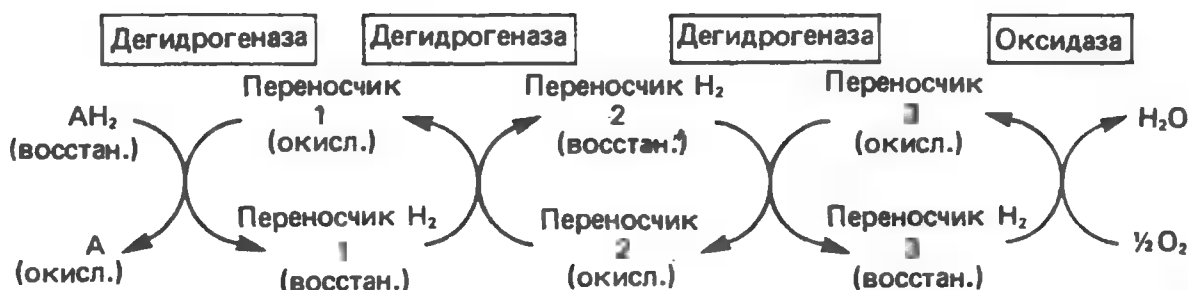 Дегидрогеназа
Дегидрогеназа
Дегидрогеназа
Оксидаза
AH₂
(восстан.)
Переносчик
1
(окисл.)
Переносчик H₂
2
(восстан.)
Переносчик
3
(окисл.)
H₂O
A
(окисл.)
Переносчик H₂
1
(восстан.)
Переносчик
2
(окисл.)
Переносчик H₂
3
(восстан.)
½O₂